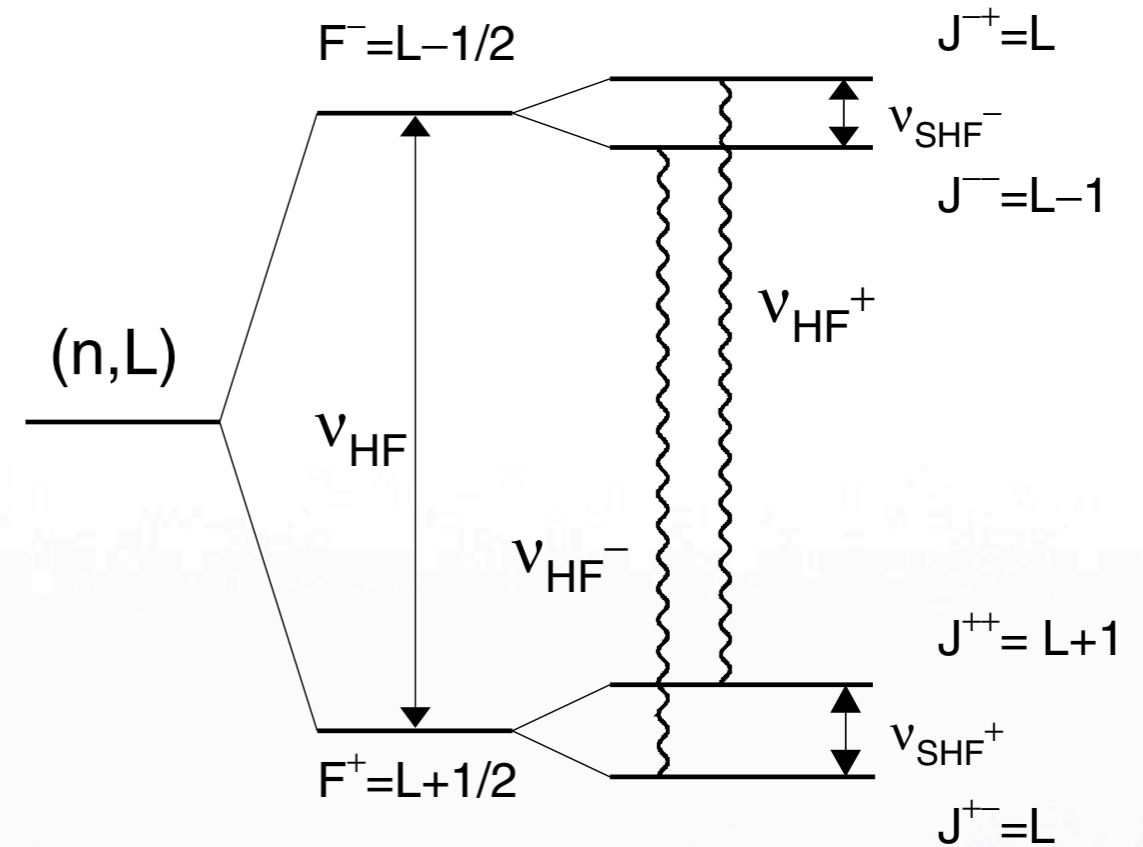 F⁻=L−1/2
J⁻⁺=L
ν_SHF⁻
J⁻⁻=L−1
ν_HF⁺
(n,L)
ν_HF
ν_HF⁻
J⁺⁺= L+1
ν_SHF⁺
F⁺=L+1/2
J⁺⁻=L